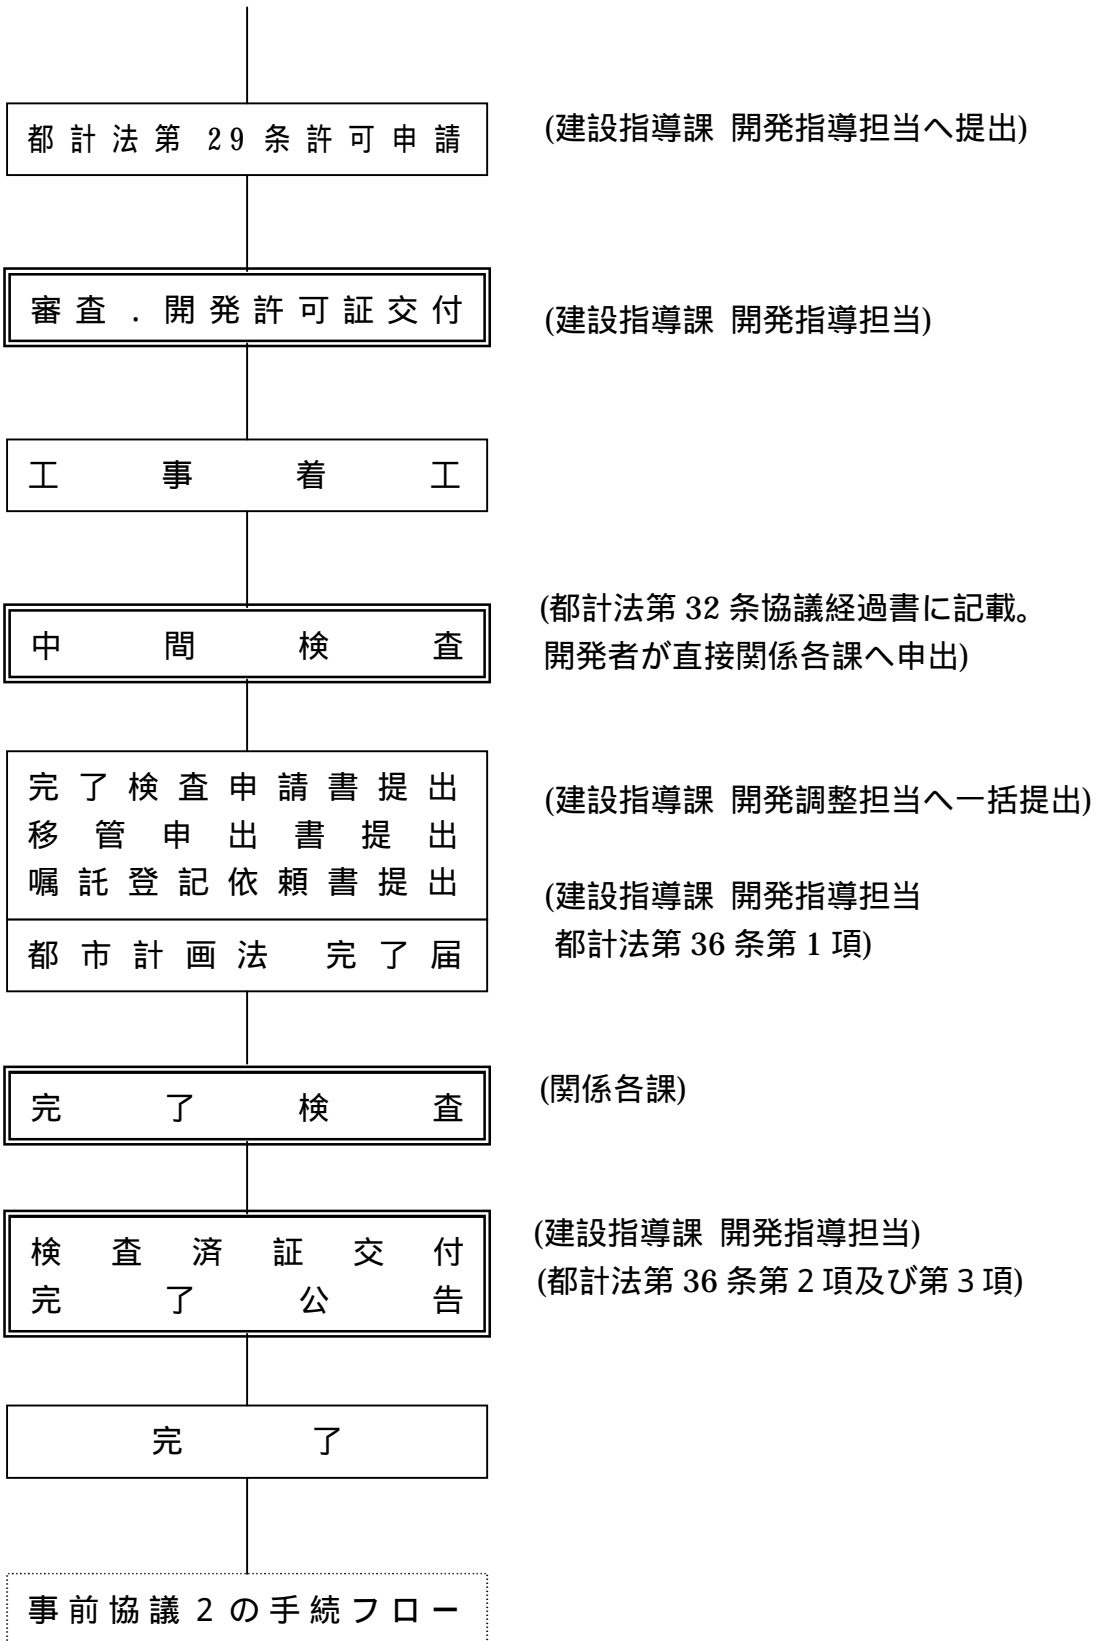 都計法第 29 条許可申請
(建設指導課 開発指導担当へ提出)
審査．開発許可証交付
(建設指導課 開発指導担当)
工事着工
中間検査
(都計法第 32 条協議経過書に記載。
開発者が直接関係各課へ申出)
完了検査申請書提出
移管申出書提出
嘱託登記依頼書提出
(建設指導課 開発調整担当へ一括提出)
都市計画法 完了届
(建設指導課 開発指導担当
都計法第 36 条第 1 項)
完了検査
(関係各課)
検査済証交付
完了公告
(建設指導課 開発指導担当)
(都計法第 36 条第２項及び第３項)
完了
事前協議２の手続フロー